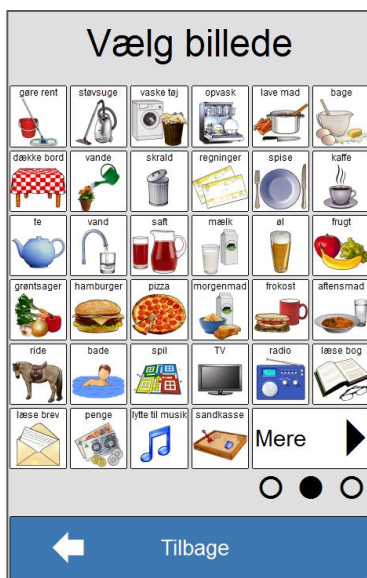 Vælg billede
gøre rent støvsuge vaske tøj opvask lave mad bage
dække bord vande skrald regninger spise kaffe
te vand saft mælk øl frugt
grøntsager hamburger pizza morgenmad frokost aftensmad
ride bade spil TV radio læse bog
læse brev penge lytte til musik sandkasse
Mere
Tilbage